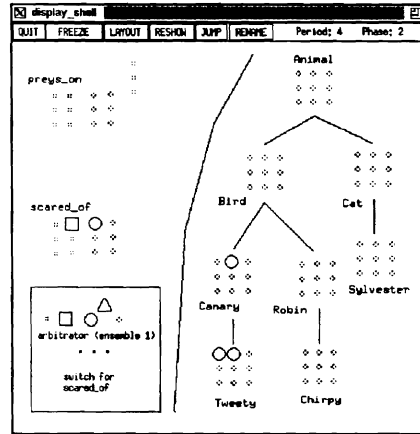 display_shell
QUIT FREEZE LAYOUT RESHOW JUMP RENAME Period: 4 Phase: 2
Animal
preys_on
Bird Cat
scared_of
Sylvester
Canary Robin
arbitrator (ensemble 1)
switch for
scared_of
Tweety Chirpy